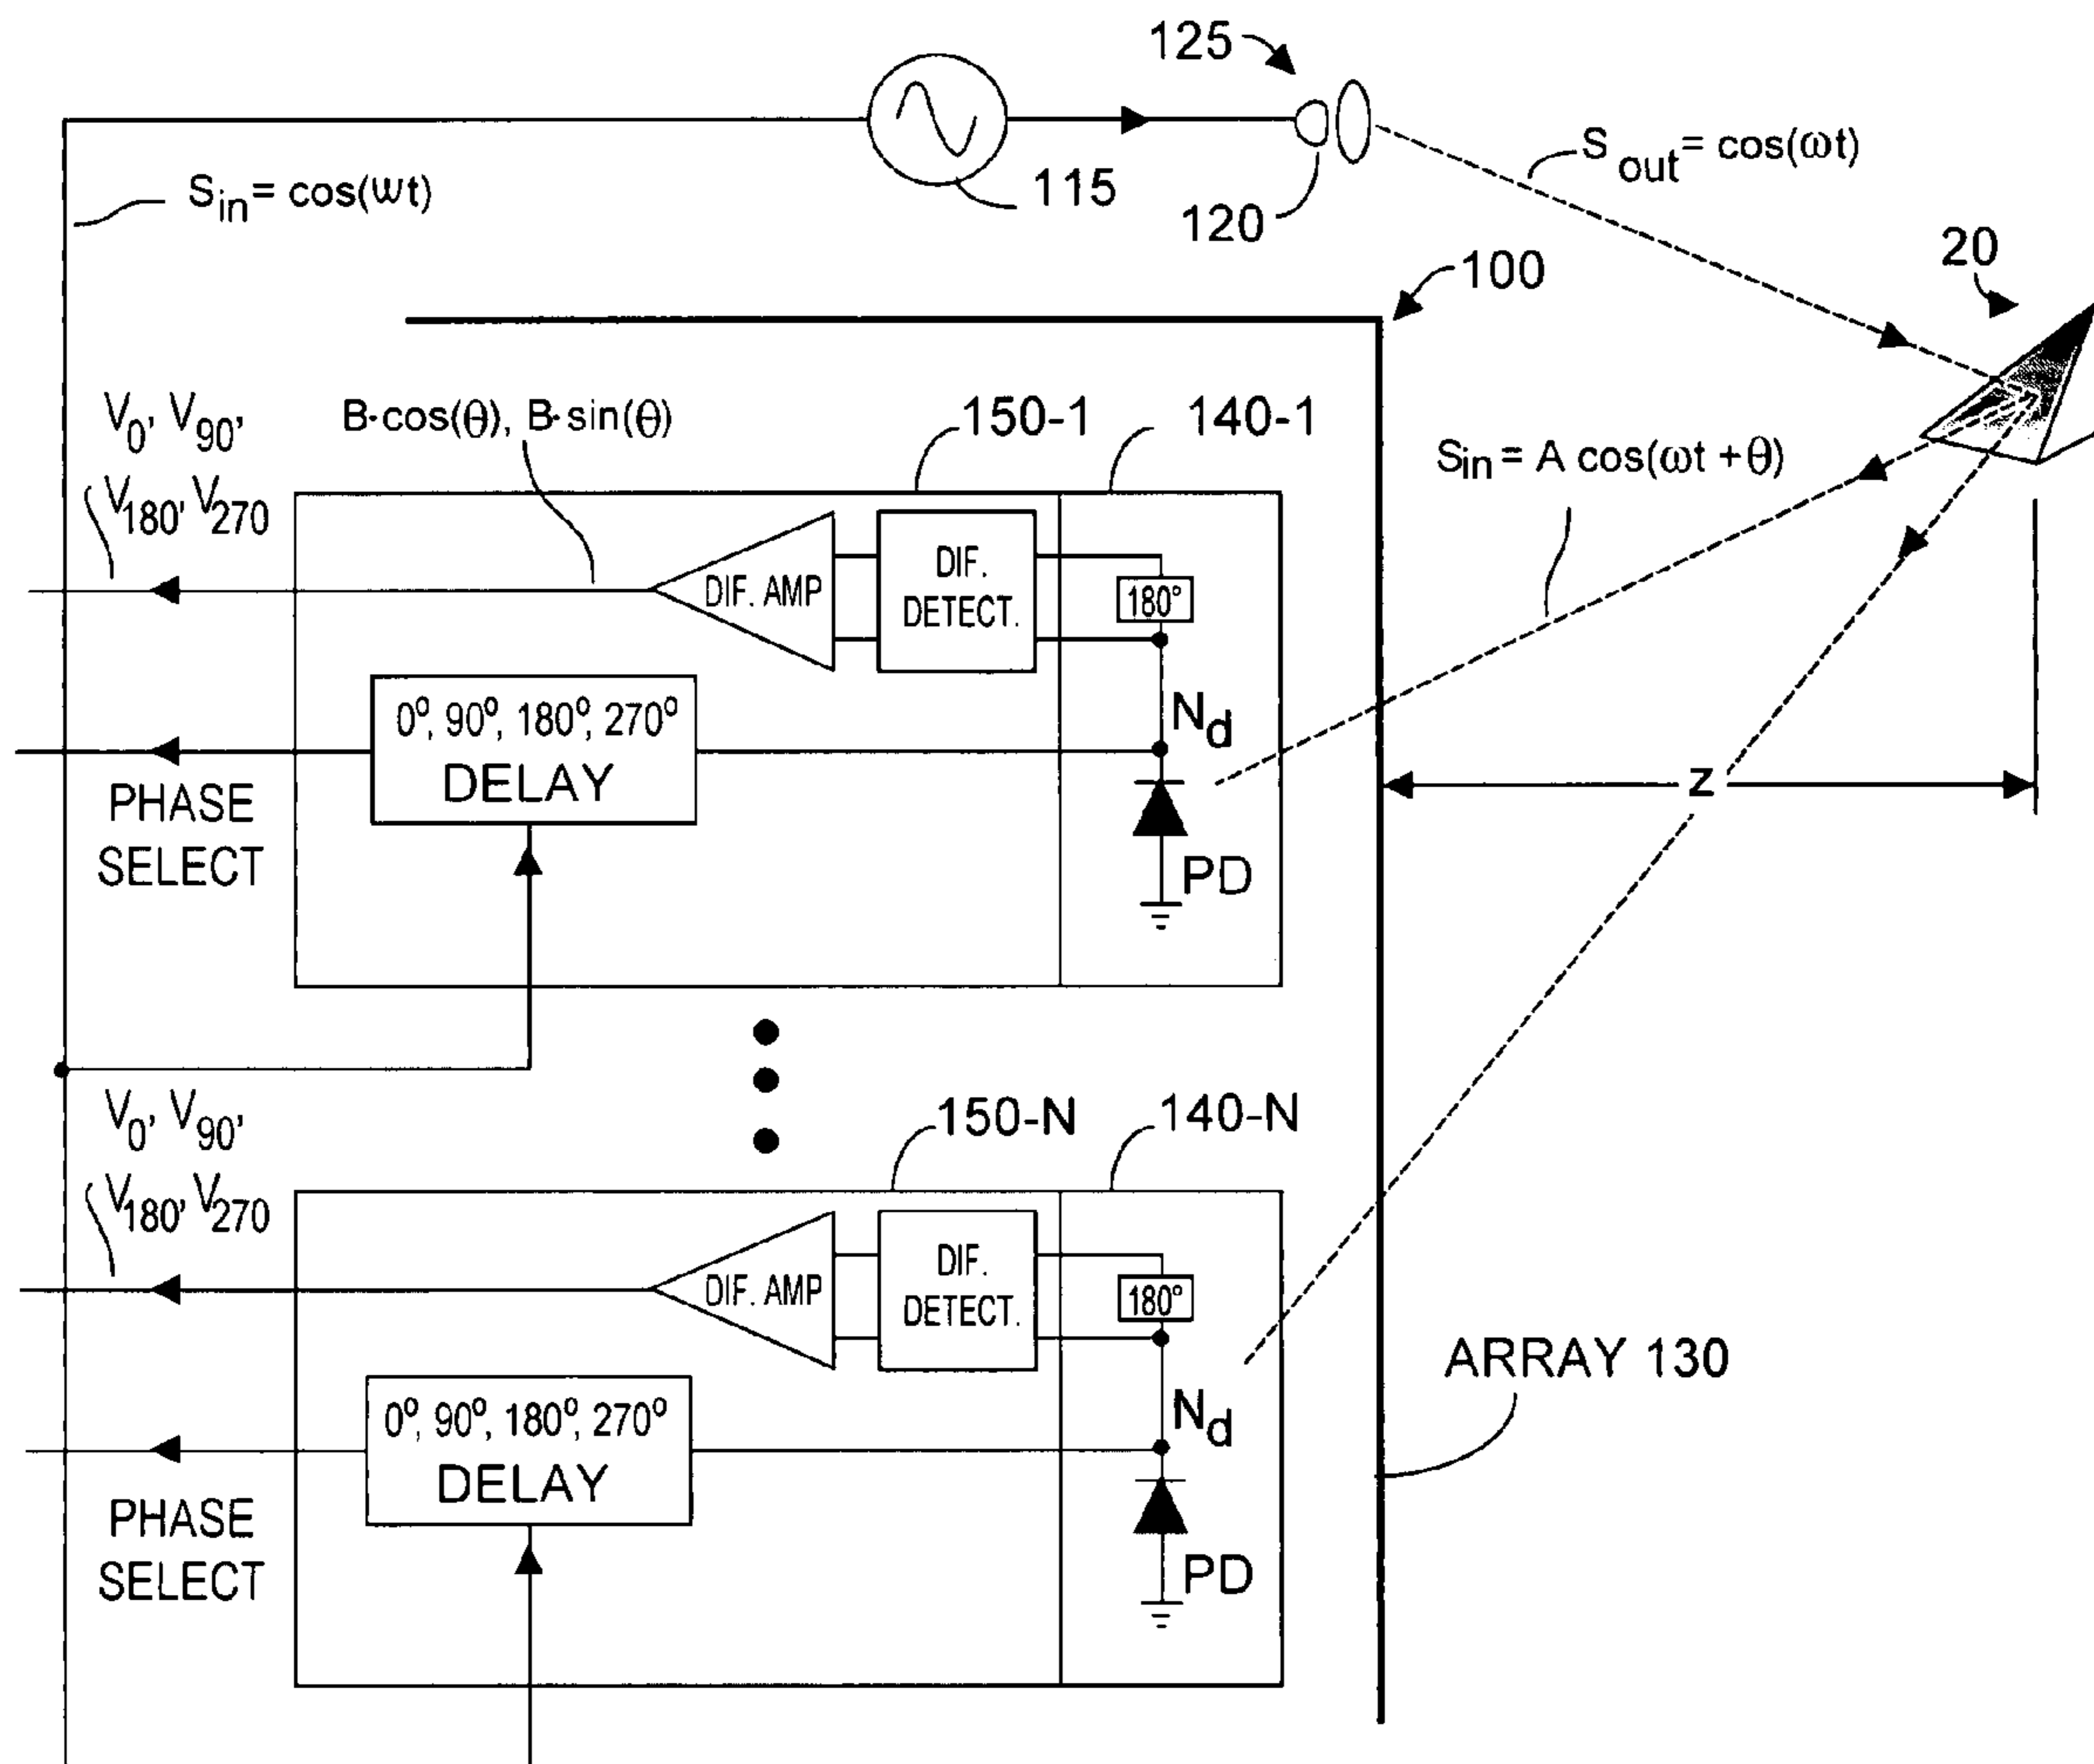 125
S out = cos(ωt)
Sin = cos(ωt)
115
120
20
100
V0, V90,
B·cos(θ), B·sin(θ)
150-1
140-1
Sin = A cos(ωt +θ)
V180, V270
DIF. AMP
DIF.
DETECT.
180°
0°, 90°, 180°, 270°
DELAY
Nd
Z
PHASE
SELECT
PD
V0, V90,
150-N
140-N
V180, V270
DIF. AMP
DIF.
DETECT.
180°
ARRAY 130
0°, 90°, 180°, 270°
DELAY
Nd
PHASE
SELECT
PD